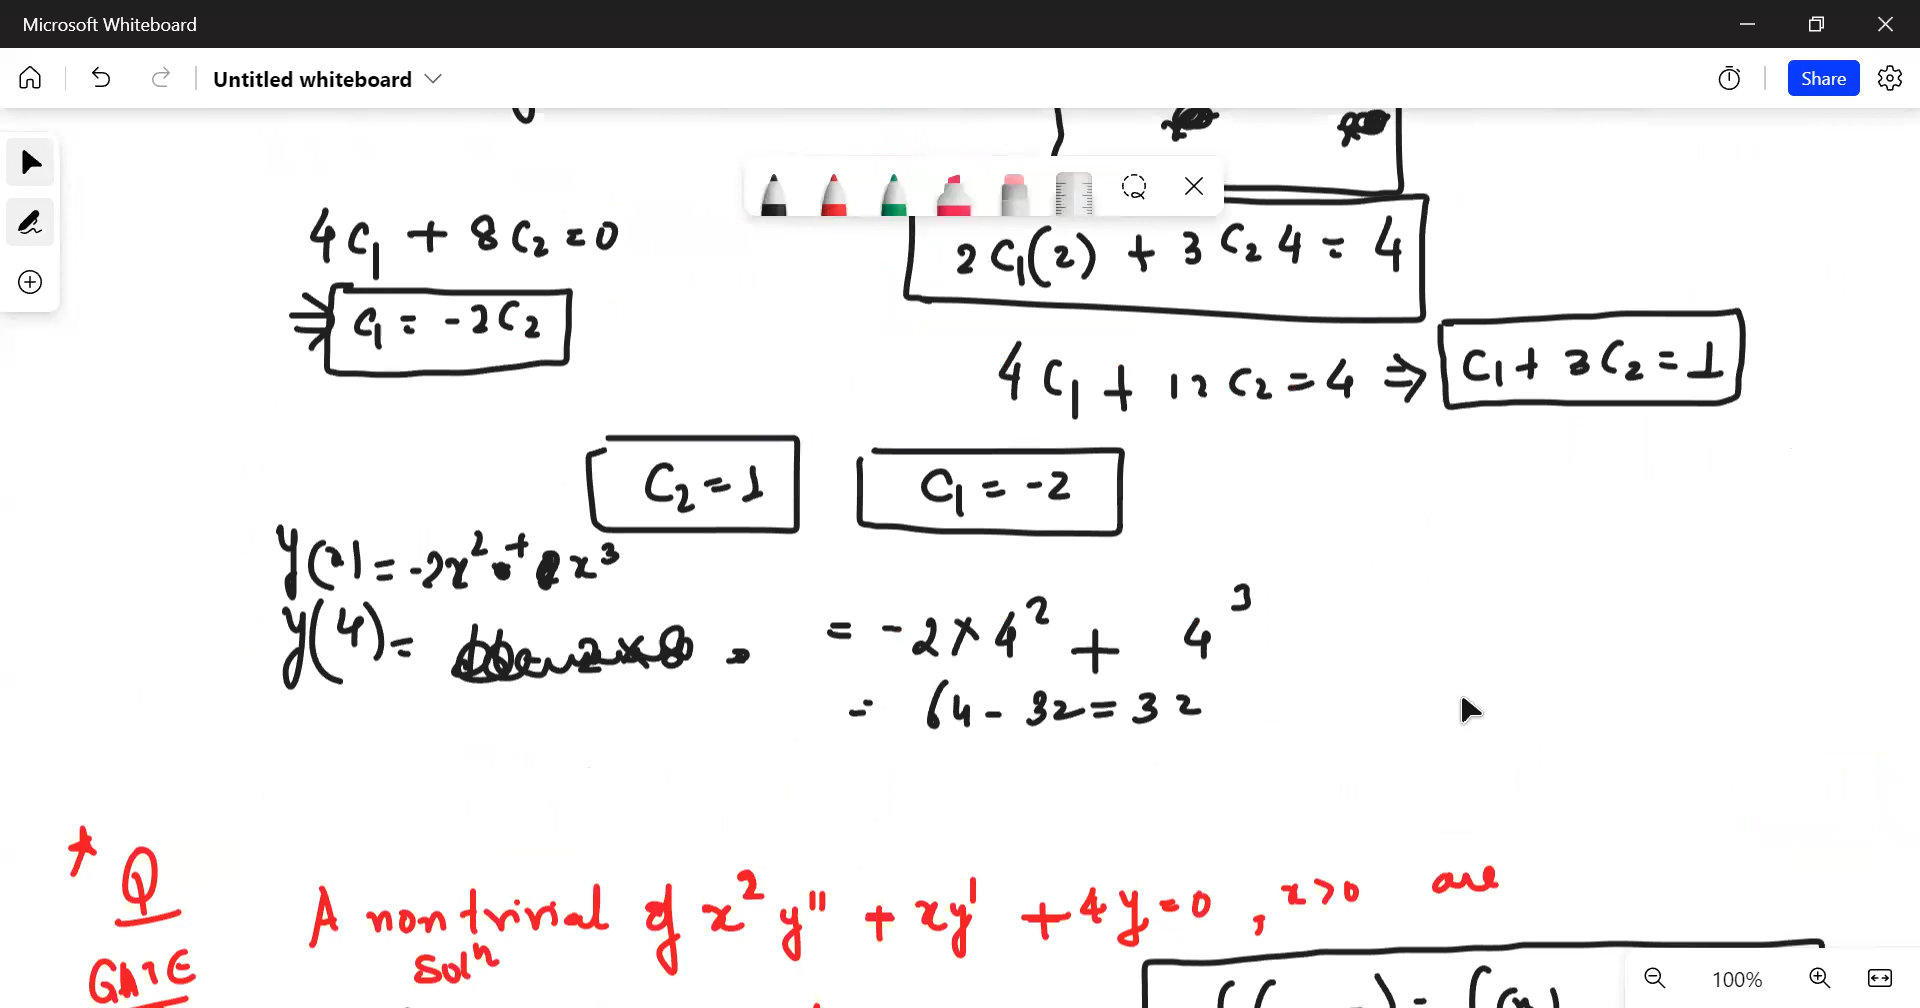 Microsoft Whiteboard
Untitled whiteboard
Share
4C₁ + 8C₂ = 0
2C₁(2) + 3C₂4 = 4
⇒ C₁ = -2C₂
4C₁ + 12C₂ = 4 ⇒ C₁ + 3C₂ = 1
C₂ = 1 C₁ = -2
y(x) = -2x² + x³
y(4) = = -2×4² + 4³
= 64 - 32 = 32
* Q A non trivial solⁿ of x²y'' + xy' + 4y = 0, x>0 are
GATE
100%